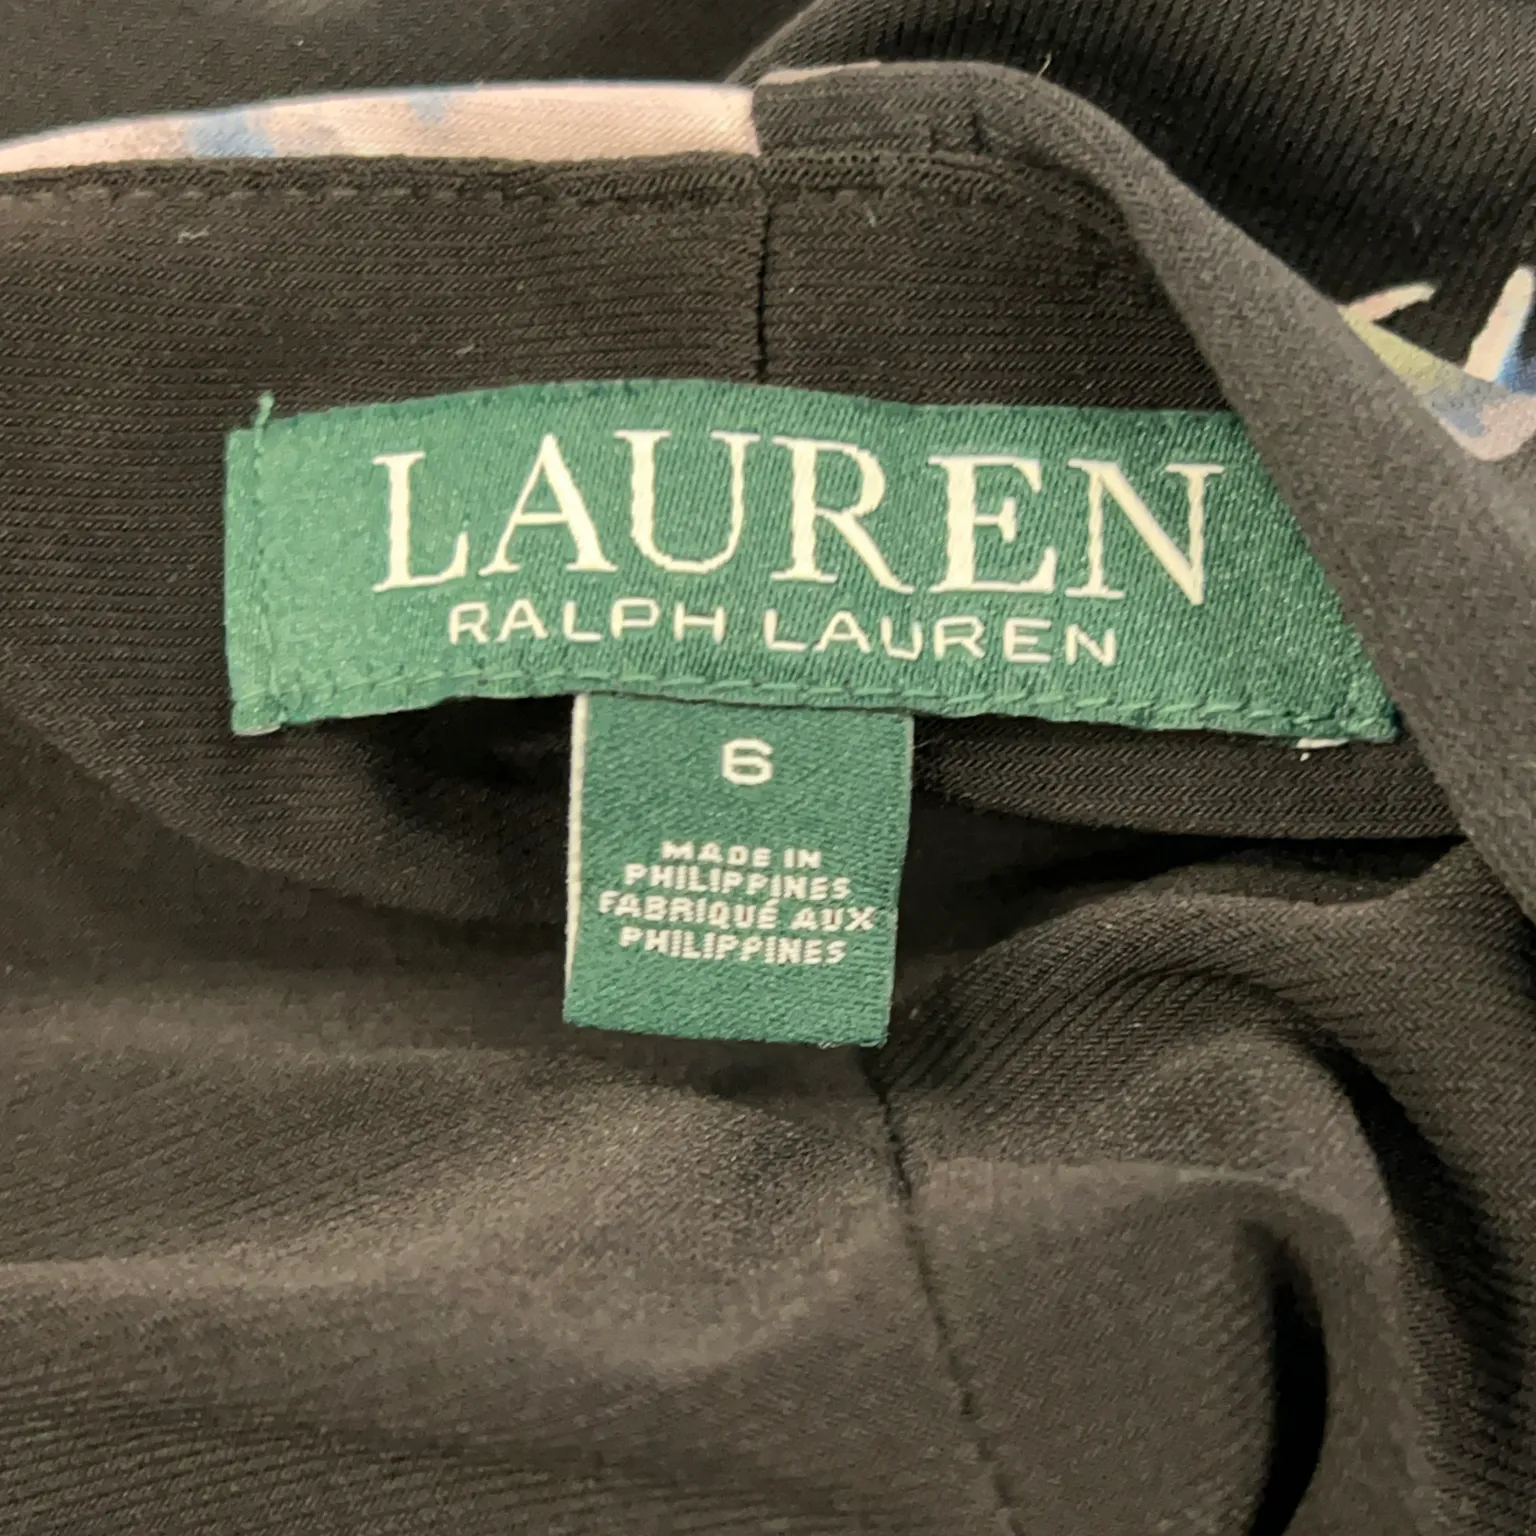 LAUREN
RALPH LAUREN
6
MADE IN
PHILIPPINES
FABRIQUÉ AUX
PHILIPPINES